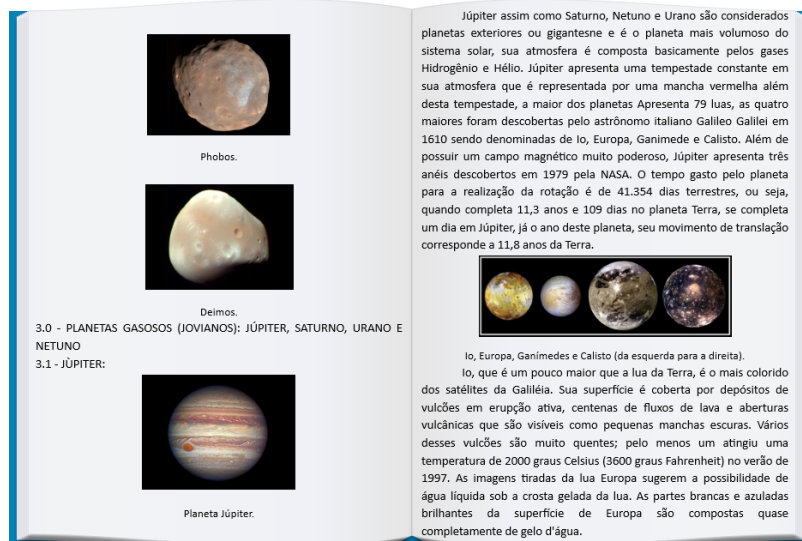 Phobos.
Deimos.
3.0 - PLANETAS GASOSOS (JOVIANOS): JÚPITER, SATURNO, URANO E
NETUNO
3.1 - JÙPITER:
Planeta Júpiter.
Júpiter assim como Saturno, Netuno e Urano são considerados
planetas exteriores ou gigantesne e é o planeta mais volumoso do
sistema solar, sua atmosfera é composta basicamente pelos gases
Hidrogênio e Hélio. Júpiter apresenta uma tempestade constante em
sua atmosfera que é representada por uma mancha vermelha além
desta tempestade, a maior dos planetas Apresenta 79 luas, as quatro
maiores foram descobertas pelo astrônomo italiano Galileo Galilei em
1610 sendo denominadas de Io, Europa, Ganimede e Calisto. Além de
possuir um campo magnético muito poderoso, Júpiter apresenta três
anéis descobertos em 1979 pela NASA. O tempo gasto pelo planeta
para a realização da rotação é de 41.354 dias terrestres, ou seja,
quando completa 11,3 anos e 109 dias no planeta Terra, se completa
um dia em Júpiter, já o ano deste planeta, seu movimento de translação
corresponde a 11,8 anos da Terra.
Io, Europa, Ganímedes e Calisto (da esquerda para a direita).
Io, que é um pouco maior que a lua da Terra, é o mais colorido
dos satélites da Galiléia. Sua superfície é coberta por depósitos de
vulcões em erupção ativa, centenas de fluxos de lava e aberturas
vulcânicas que são visíveis como pequenas manchas escuras. Vários
desses vulcões são muito quentes; pelo menos um atingiu uma
temperatura de 2000 graus Celsius (3600 graus Fahrenheit) no verão de
1997. As imagens tiradas da lua Europa sugerem a possibilidade de
água líquida sob a crosta gelada da lua. As partes brancas e azuladas
brilhantes da superfície de Europa são compostas quase
completamente de gelo d'água.